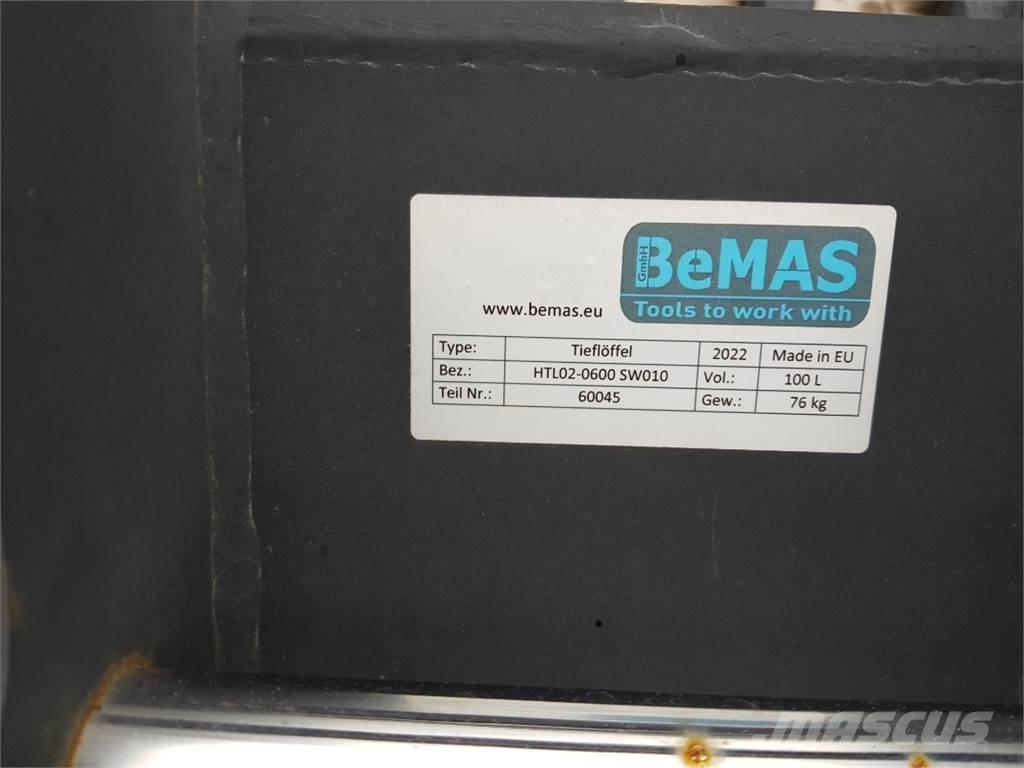 GmbH BeMAS
Tools to work with
www.bemas.eu
Type: Tieflöffel 2022 Made in EU
Bez.: HTL02-0600 SW010 Vol.: 100 L
Teil Nr.: 60045 Gew.: 76 kg
MASCUS